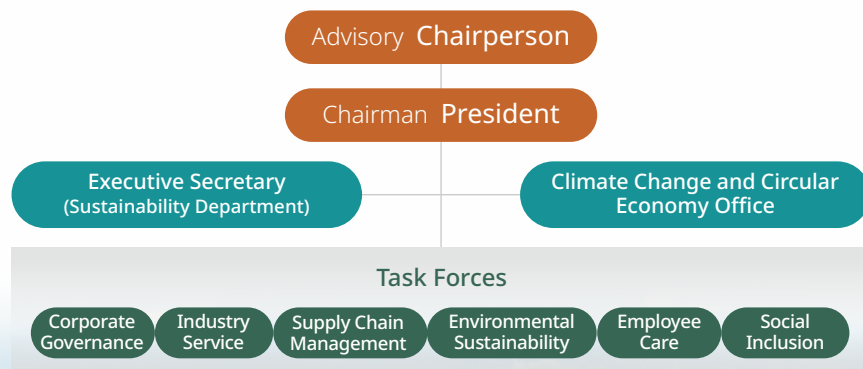 Advisory Chairperson
Chairman President
Executive Secretary
(Sustainability Department)
Climate Change and Circular
Economy Office
Task Forces
Corporate
Governance
Industry
Service
Supply Chain
Management
Environmental
Sustainability
Employee
Care
Social
Inclusion